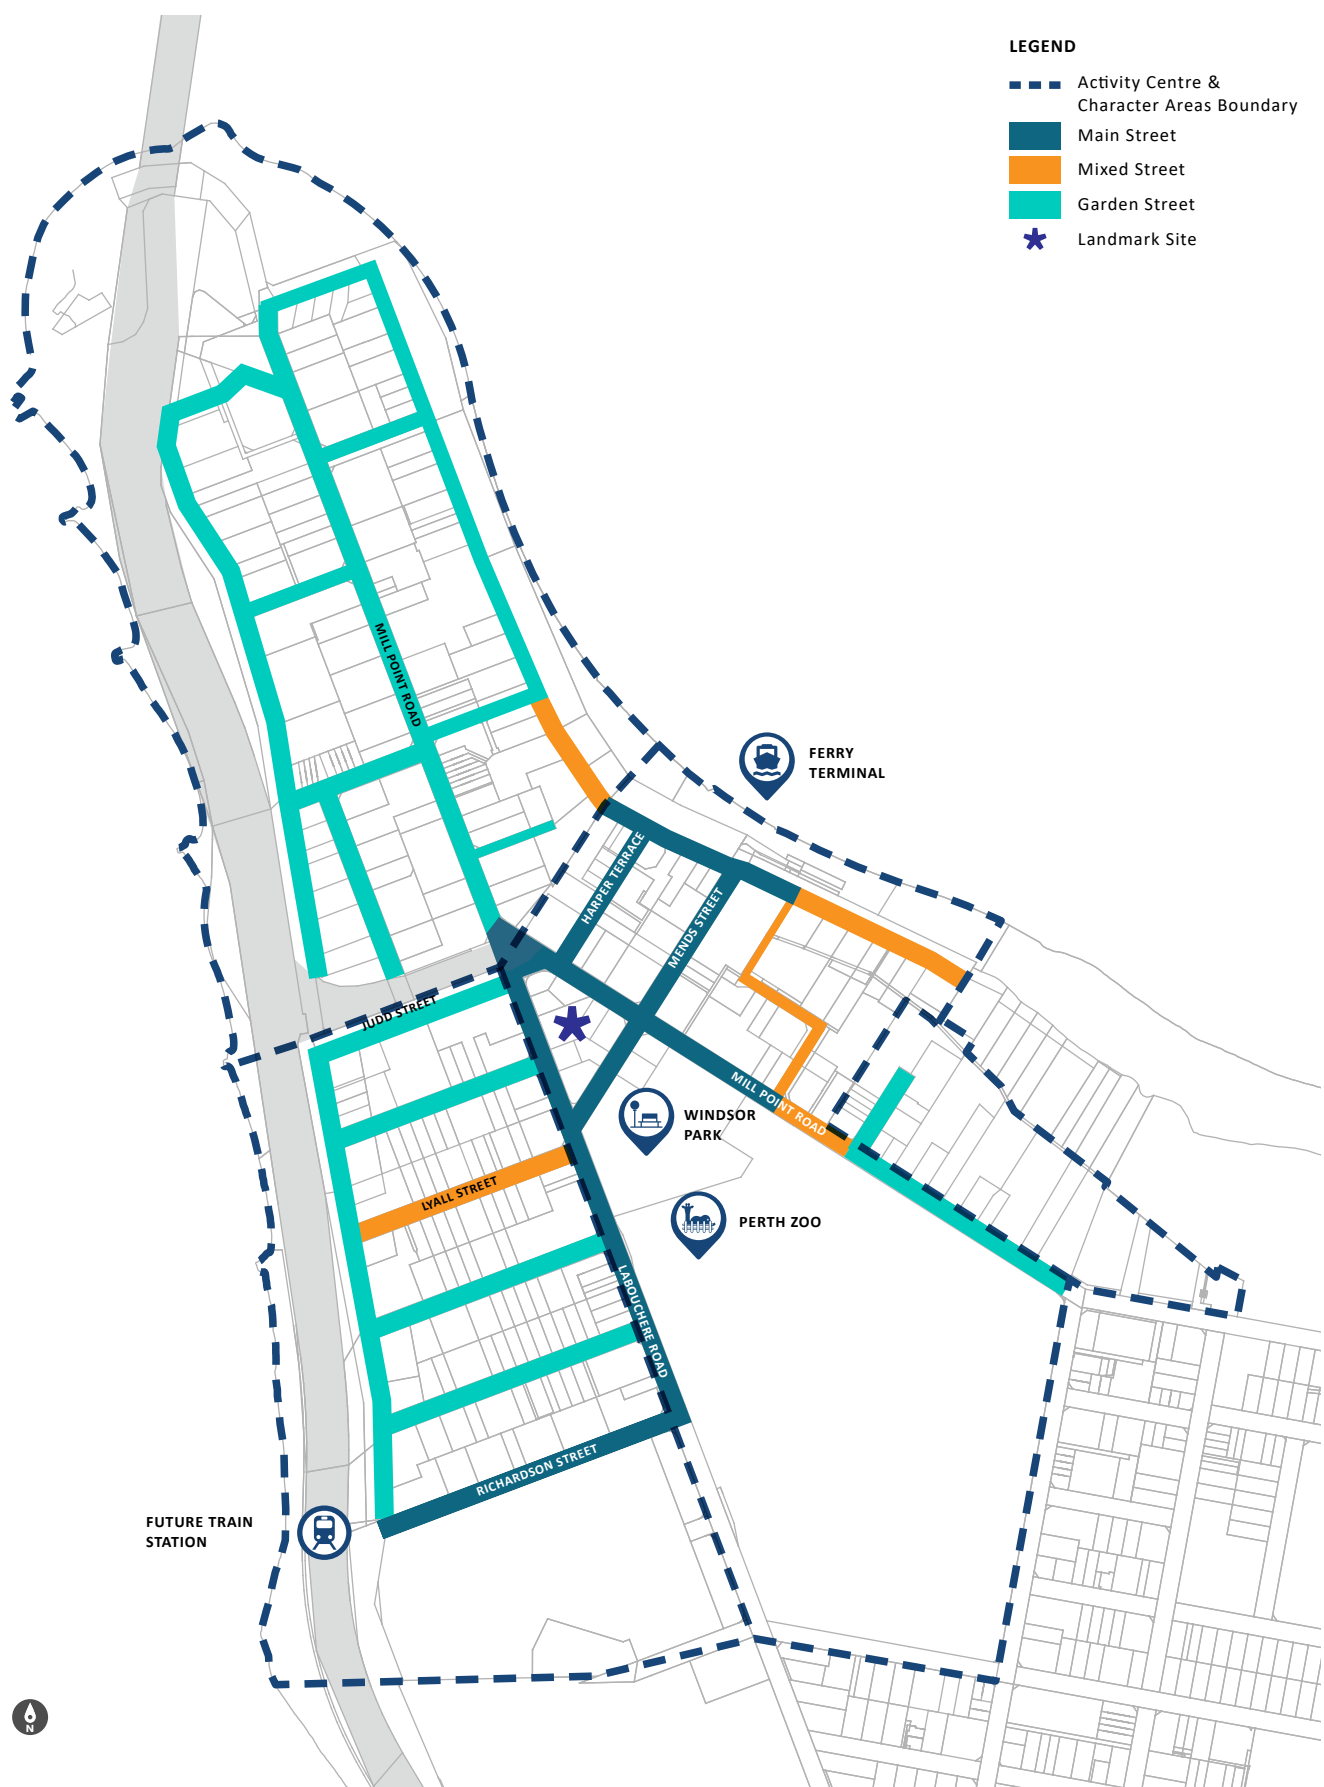 LEGEND
Activity Centre &
Character Areas Boundary
Main Street
Mixed Street
Garden Street
Landmark Site
MILL POINT ROAD
FERRY
TERMINAL
HARPER TERRACE
MENDS STREET
JUDD STREET
MILL POINT ROAD
WINDSOR
PARK
LYALL STREET
PERTH ZOO
LABOUCHERE ROAD
RICHARDSON STREET
FUTURE TRAIN
STATION
N